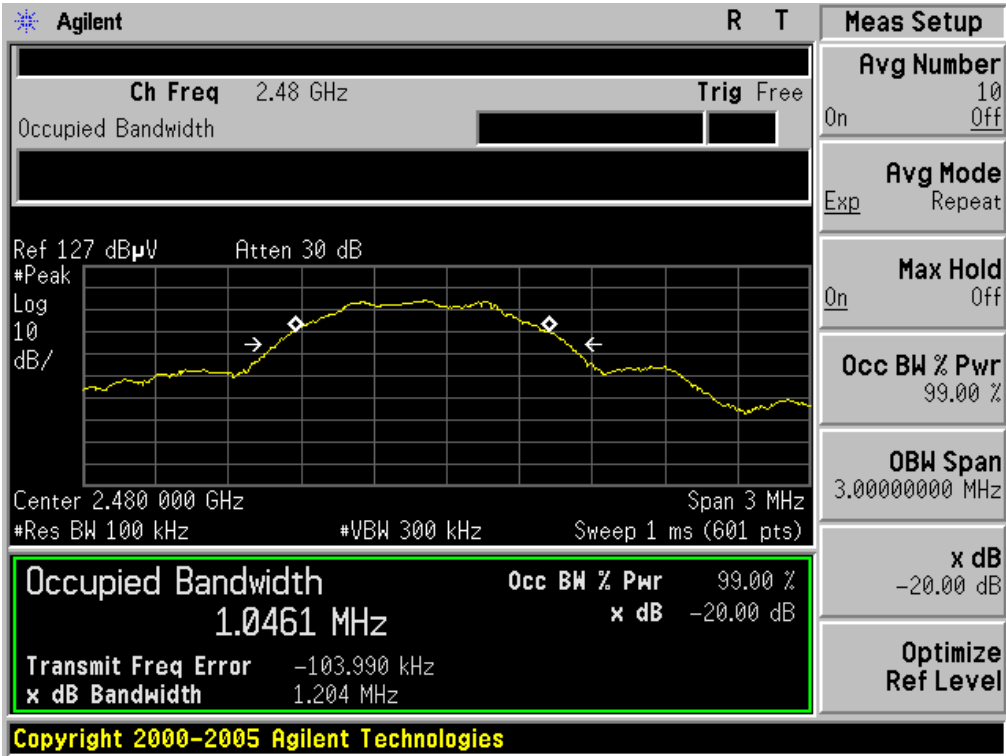 Agilent R T
Ch Freq 2.48 GHz Trig Free
Occupied Bandwidth
Ref 127 dBµV Atten 30 dB
#Peak
Log
10
dB/
Center 2.480 000 GHz Span 3 MHz
#Res BW 100 kHz #VBW 300 kHz Sweep 1 ms (601 pts)
Occupied Bandwidth Occ BW % Pwr 99.00 %
1.0461 MHz x dB -20.00 dB
Transmit Freq Error -103.990 kHz
x dB Bandwidth 1.204 MHz
Copyright 2000-2005 Agilent Technologies
Meas Setup
Avg Number
10
On Off
Avg Mode
Exp Repeat
Max Hold
On Off
Occ BW % Pwr
99.00 %
OBW Span
3.00000000 MHz
x dB
-20.00 dB
Optimize
Ref Level